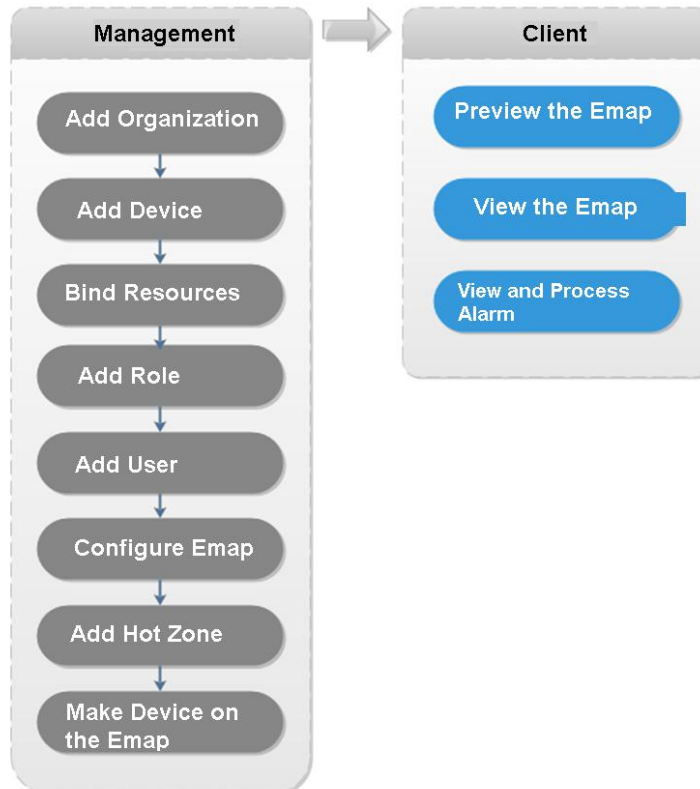 Management
Add Organization
Add Device
Bind Resources
Add Role
Add User
Configure Emap
Add Hot Zone
Make Device on
the Emap
Client
Preview the Emap
View the Emap
View and Process
Alarm